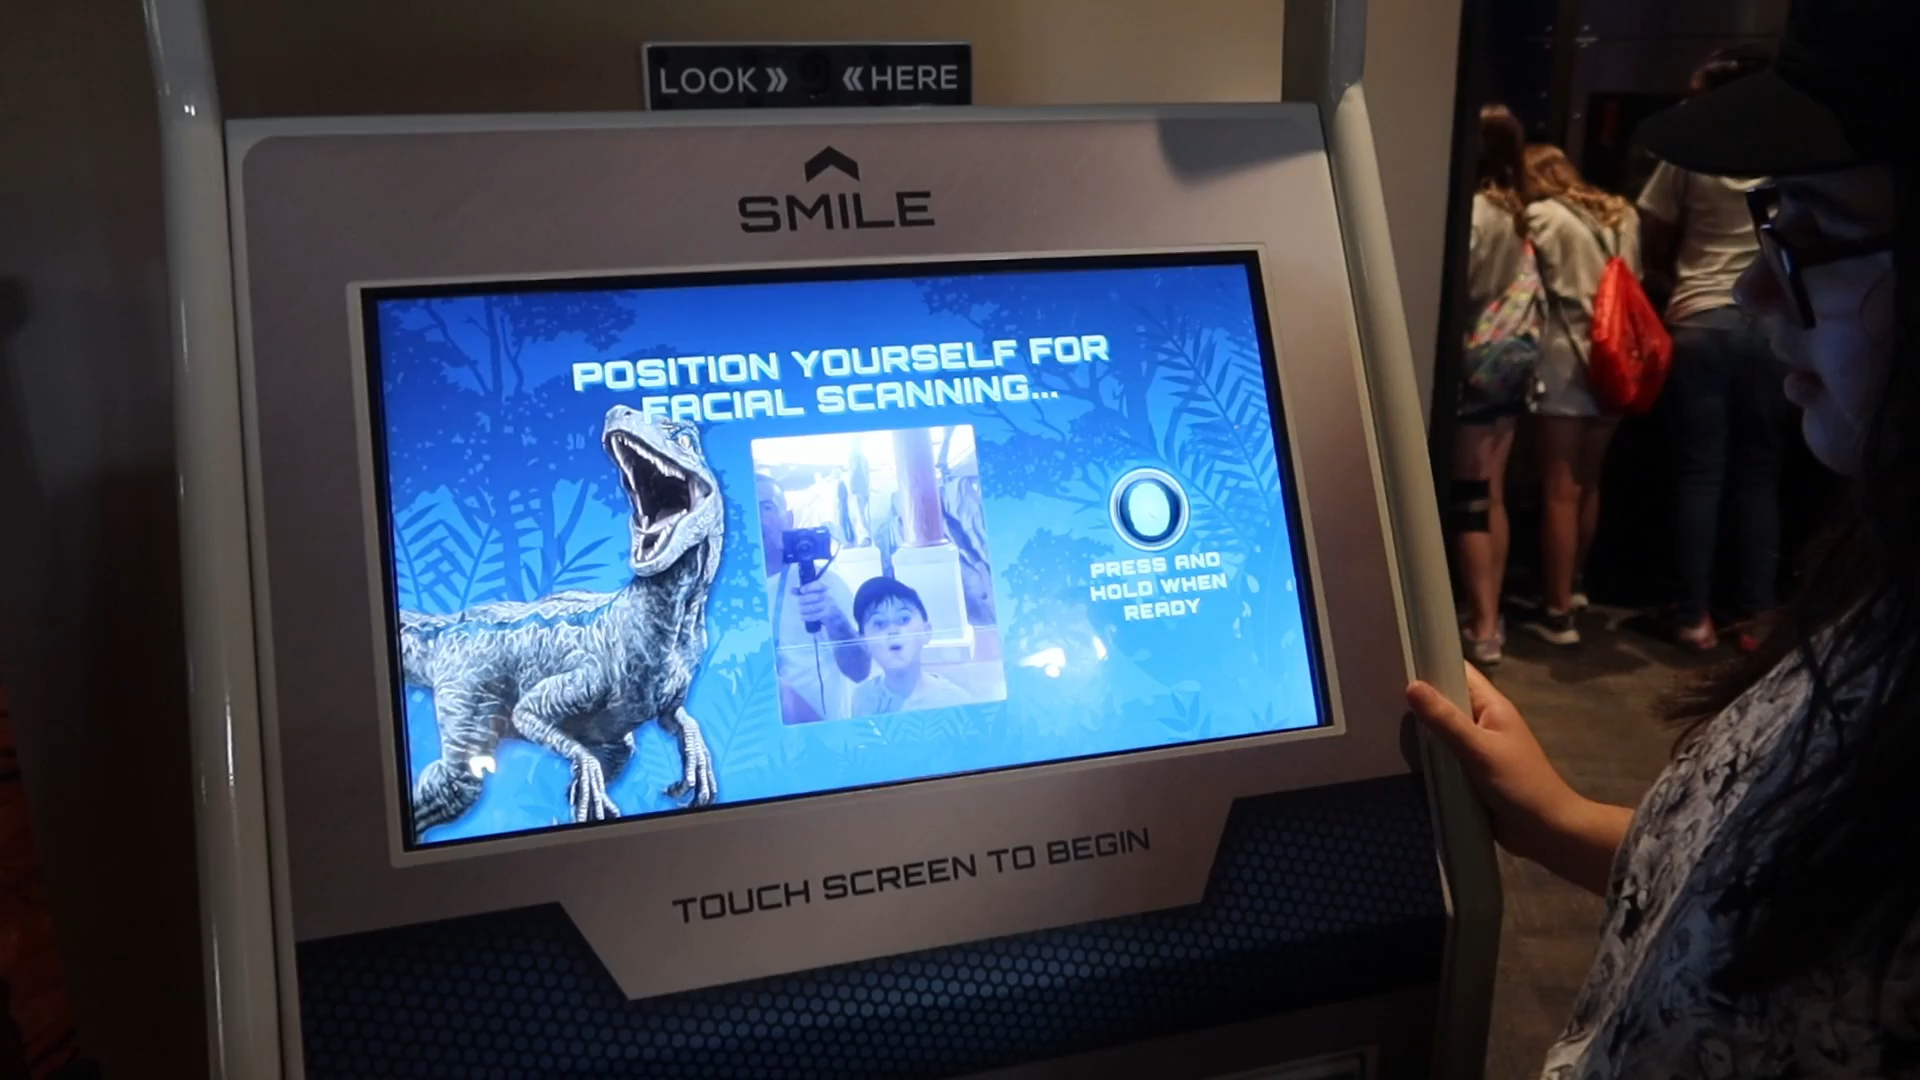 LOOK » « HERE
SMILE
POSITION YOURSELF FOR
FACIAL SCANNING...
PRESS AND
HOLD WHEN
READY
TOUCH SCREEN TO BEGIN